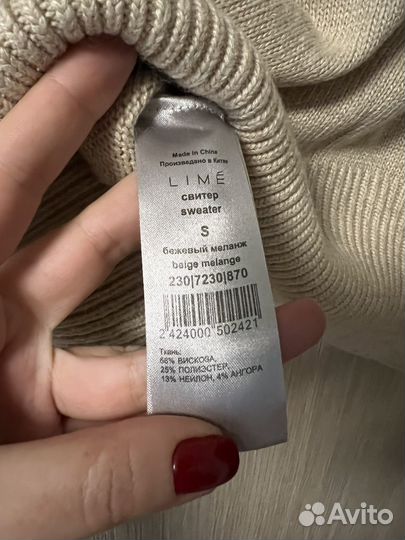 Made in China
Произведено в Китае
LIMÉ
свитер
sweater
S
бежевый меланж
beige melange
230|7230|870
2 424000 502421
Ткань:
58% ВИСКОЗА,
25% ПОЛИЭСТЕР,
13% НЕЙЛОН, 4% АНГОРА
Avito